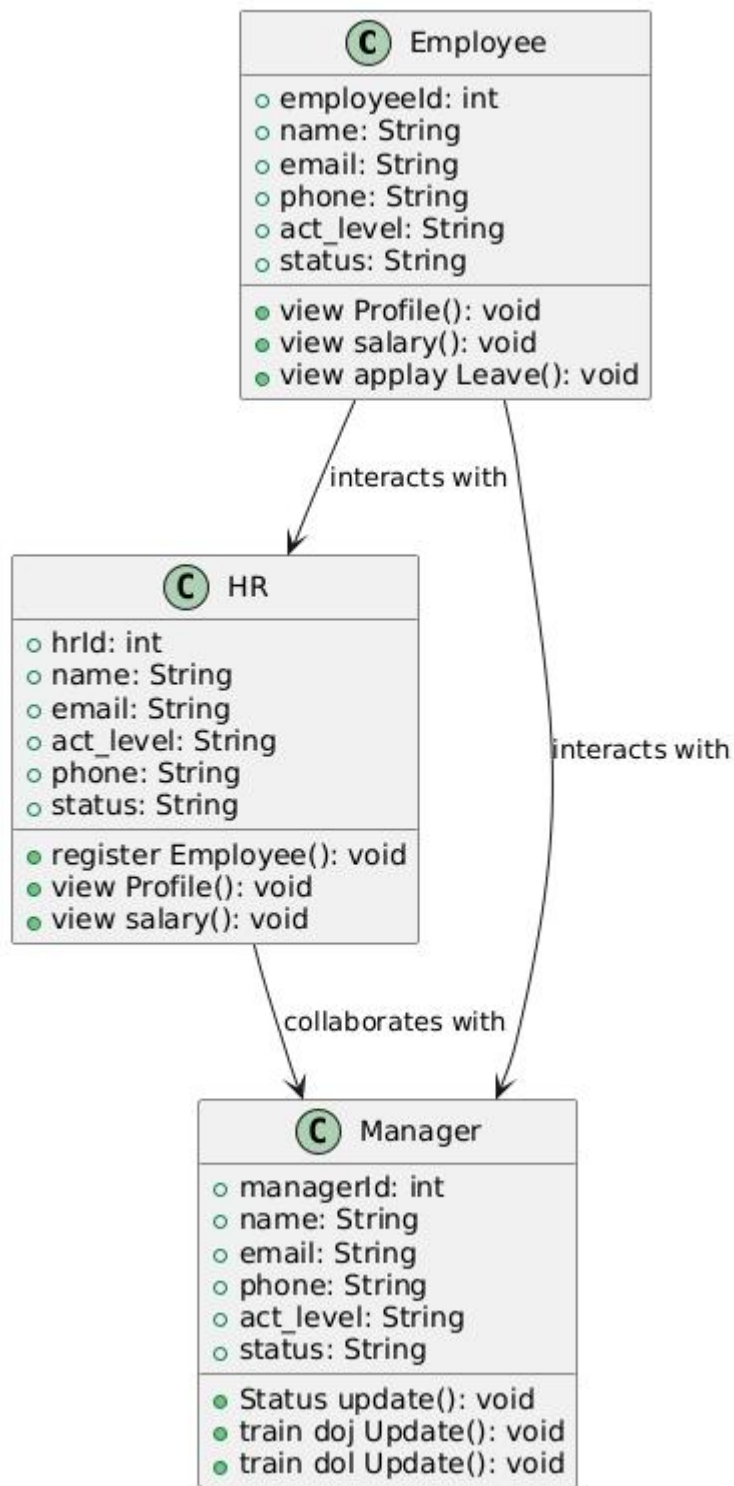 C Employee
employeeId: int
name: String
email: String
phone: String
act_level: String
status: String
view Profile(): void
view salary(): void
view applay Leave(): void
interacts with
C HR
hrId: int
name: String
email: String
act_level: String
phone: String
status: String
register Employee(): void
view Profile(): void
view salary(): void
interacts with
collaborates with
C Manager
managerId: int
name: String
email: String
phone: String
act_level: String
status: String
Status update(): void
train doj Update(): void
train dol Update(): void